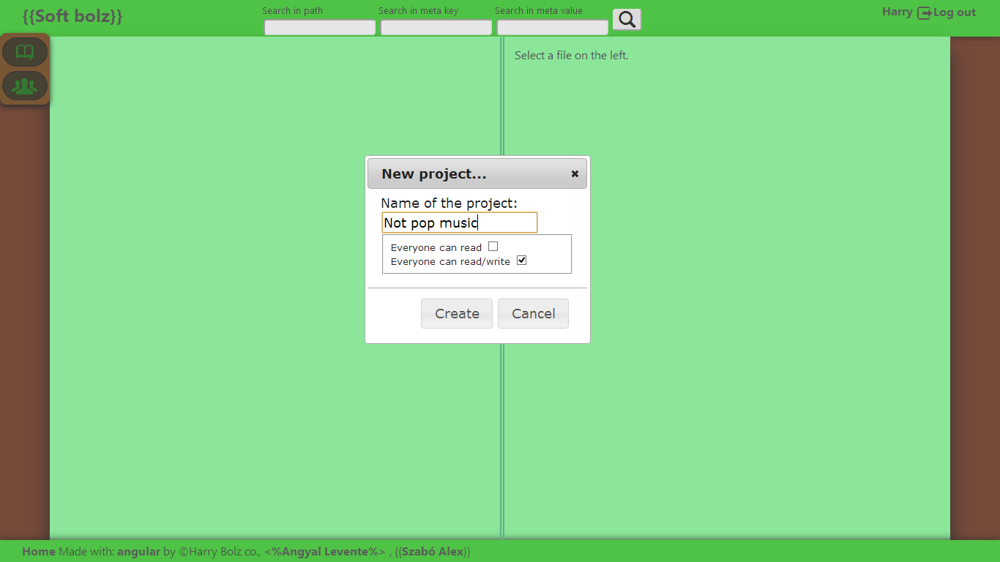 {{Soft bolz}}
Search in path
Search in meta key
Search in meta value
Harry
Log out
Select a file on the left.
New project...
Name of the project:
Not pop music
Everyone can read
Everyone can read/write
Create
Cancel
Home Made with: angular by ©Harry Bolz co., <%Angyal Levente%> , {{Szabó Alex}}